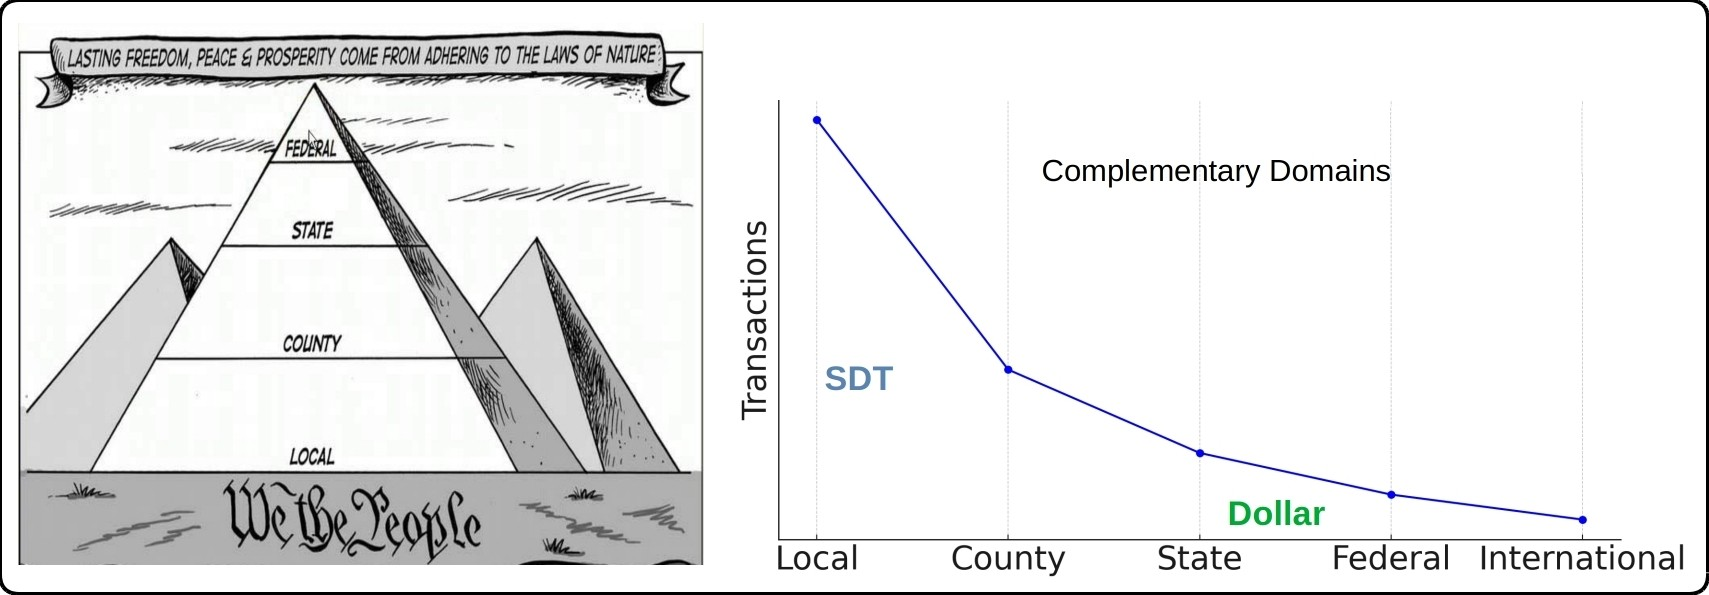 LASTING FREEDOM, PEACE & PROSPERITY COME FROM ADHERING TO THE LAWS OF NATURE
FEDERAL
STATE
COUNTY
LOCAL
We the People
Complementary Domains
Transactions
SDT
Dollar
Local County State Federal International